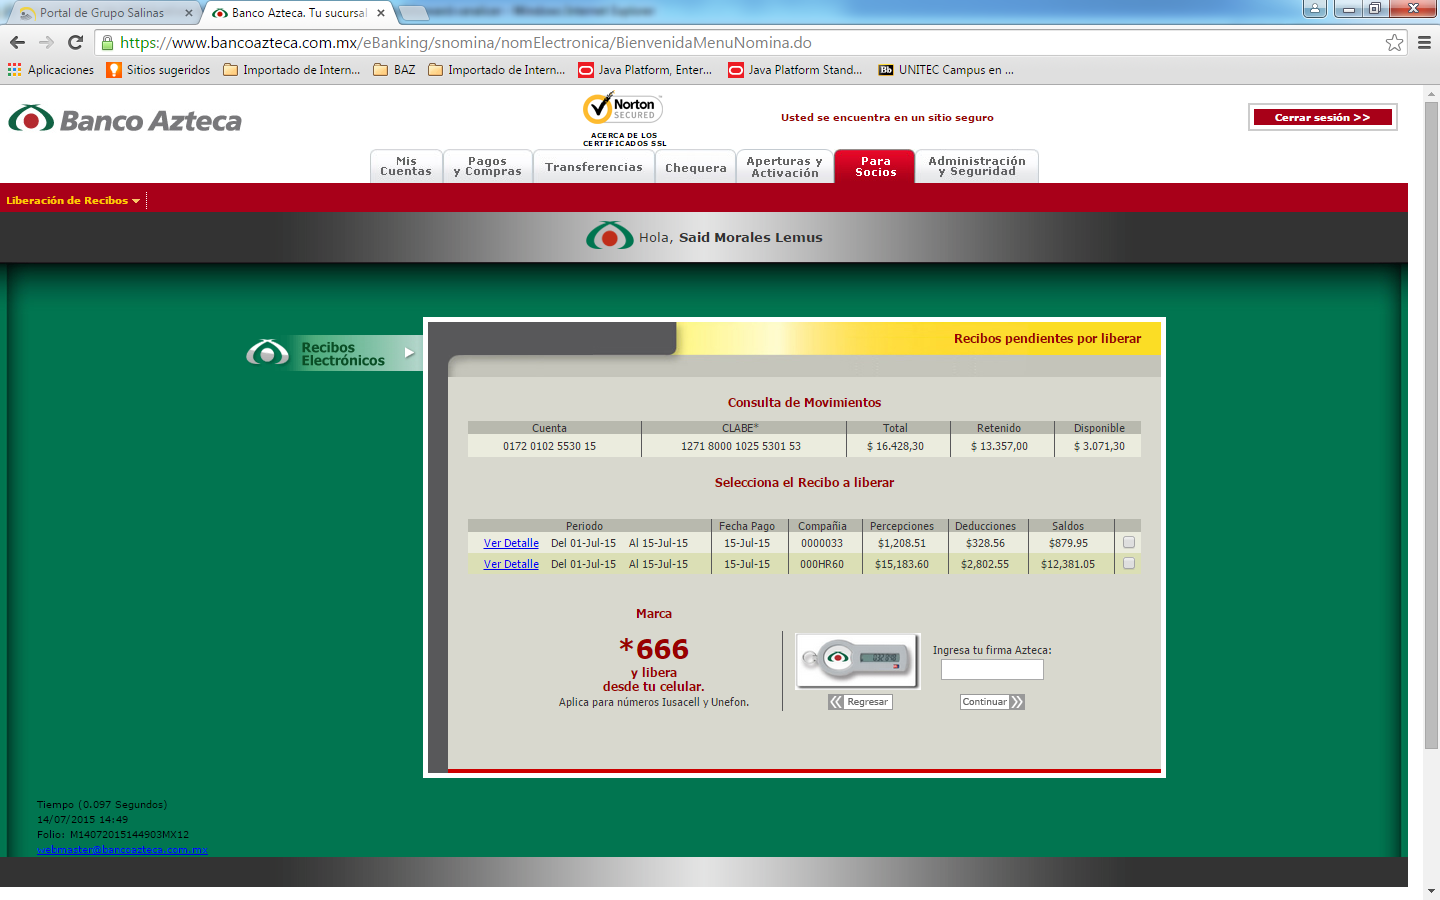 Portal de Grupo Salinas
Banco Azteca. Tu sucursal
Windows Internet Explorer
https://www.bancoazteca.com.mx/eBanking/snomina/nomElectronica/BienvenidaMenuNomina.do
Aplicaciones
Sitios sugeridos
Importado de Intern...
BAZ
Importado de Intern...
Java Platform, Enter...
Java Platform Stand...
Bb UNITEC Campus en ...
Banco Azteca
Norton
SECURED
ACERCA DE LOS
CERTIFICADOS SSL
Usted se encuentra en un sitio seguro
Cerrar sesión >>
Mis
Cuentas
Pagos
y Compras
Transferencias
Chequera
Aperturas y
Activación
Para
Socios
Administración
y Seguridad
Liberación de Recibos
Hola, Said Morales Lemus
Recibos
Electrónicos
Recibos pendientes por liberar
Consulta de Movimientos
Cuenta CLABE* Total Retenido Disponible
0172 0102 5530 15 1271 8000 1025 5301 53 $ 16.428,30 $ 13.357,00 $ 3.071,30
Selecciona el Recibo a liberar
Periodo Fecha Pago Compañia Percepciones Deducciones Saldos
Ver Detalle Del 01-Jul-15 Al 15-Jul-15 15-Jul-15 0000033 $1,208.51 $328.56 $879.95
Ver Detalle Del 01-Jul-15 Al 15-Jul-15 15-Jul-15 000HR60 $15,183.60 $2,802.55 $12,381.05
Marca
*666
y libera
desde tu celular.
Aplica para números Iusacell y Unefon.
Regresar
Ingresa tu firma Azteca:
Continuar
Tiempo (0.097 Segundos)
14/07/2015 14:49
Folio: M14072015144903MX12
webmaster@bancoazteca.com.mx